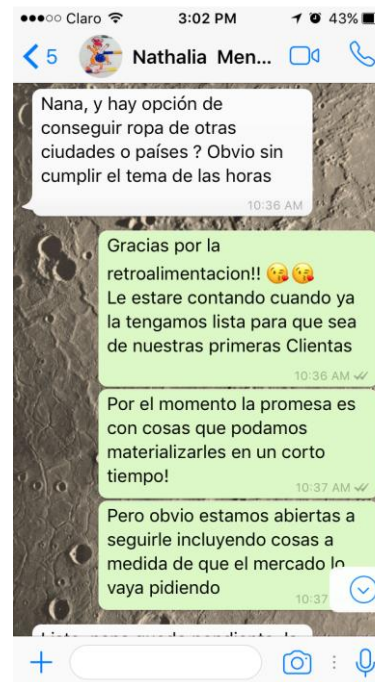 Claro 3:02 PM 43%
5 Nathalia Men...
Nana, y hay opción de
conseguir ropa de otras
ciudades o países ? Obvio sin
cumplir el tema de las horas
10:36 AM
Gracias por la
retroalimentacion!! 😘😘
Le estare contando cuando ya
la tengamos lista para que sea
de nuestras primeras Clientas
10:36 AM
Por el momento la promesa es
con cosas que podamos
materializarles en un corto
tiempo!
10:37 AM
Pero obvio estamos abiertas a
seguirle incluyendo cosas a
medida de que el mercado lo
vaya pidiendo
10:37